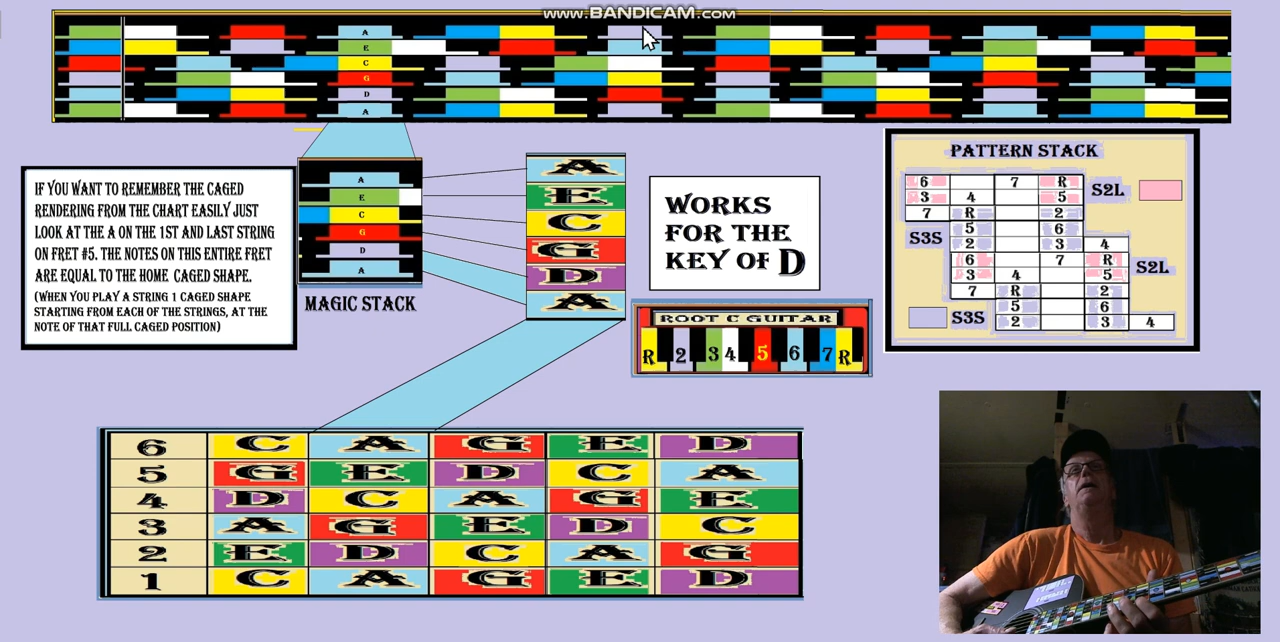 www.BANDICAM.com
A
E
C
G
D
A
IF YOU WANT TO REMEMBER THE CAGED
RENDERING FROM THE CHART EASILY JUST
LOOK AT THE A ON THE 1ST AND LAST STRING
ON FRET #5. THE NOTES ON THIS ENTIRE FRET
ARE EQUAL TO THE HOME CAGED SHAPE.
(WHEN YOU PLAY A STRING 1 CAGED SHAPE
STARTING FROM EACH OF THE STRINGS, AT THE
NOTE OF THAT FULL CAGED POSITION)
A
E
C
G
D
A
MAGIC STACK
A
E
C
G
D
A
WORKS
FOR THE
KEY OF D
ROOT C GUITAR
R 2 3 4 5 6 7 R
PATTERN STACK
6 7 R
S2L
3 4 5
7 R 2
S3S
5 6
2 3 4
6 7 R
S2L
3 4 5
7 R 2
5 6
S3S
2 3 4
6 C A G E D
5 G E D C A
4 D C A G E
3 A G E D C
2 E D C A G
1 C A G E D